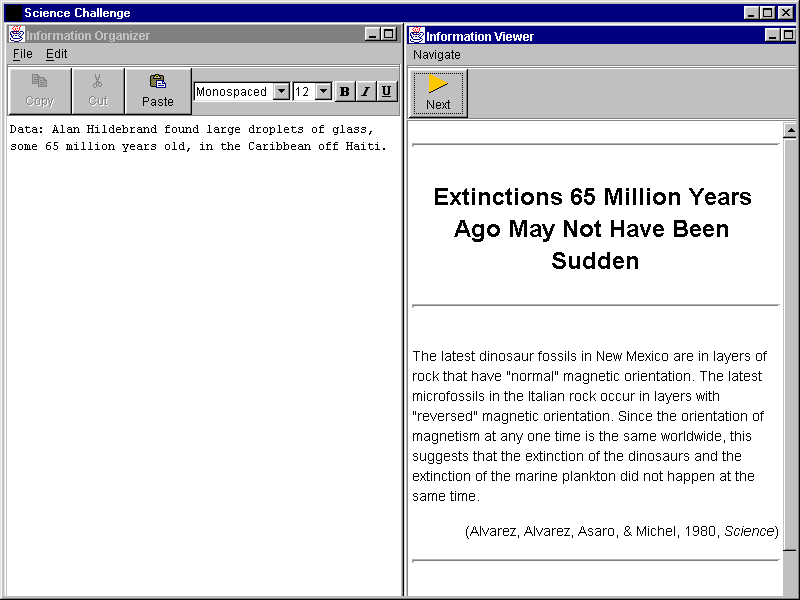 Science Challenge
Information Organizer
File Edit
Copy Cut Paste Monospaced 12 B I U
Data: Alan Hildebrand found large droplets of glass,
some 65 million years old, in the Caribbean off Haiti.
Information Viewer
Navigate
Next
Extinctions 65 Million Years
Ago May Not Have Been
Sudden
The latest dinosaur fossils in New Mexico are in layers of
rock that have "normal" magnetic orientation. The latest
microfossils in the Italian rock occur in layers with
"reversed" magnetic orientation. Since the orientation of
magnetism at any one time is the same worldwide, this
suggests that the extinction of the dinosaurs and the
extinction of the marine plankton did not happen at the
same time.
(Alvarez, Alvarez, Asaro, & Michel, 1980, Science)